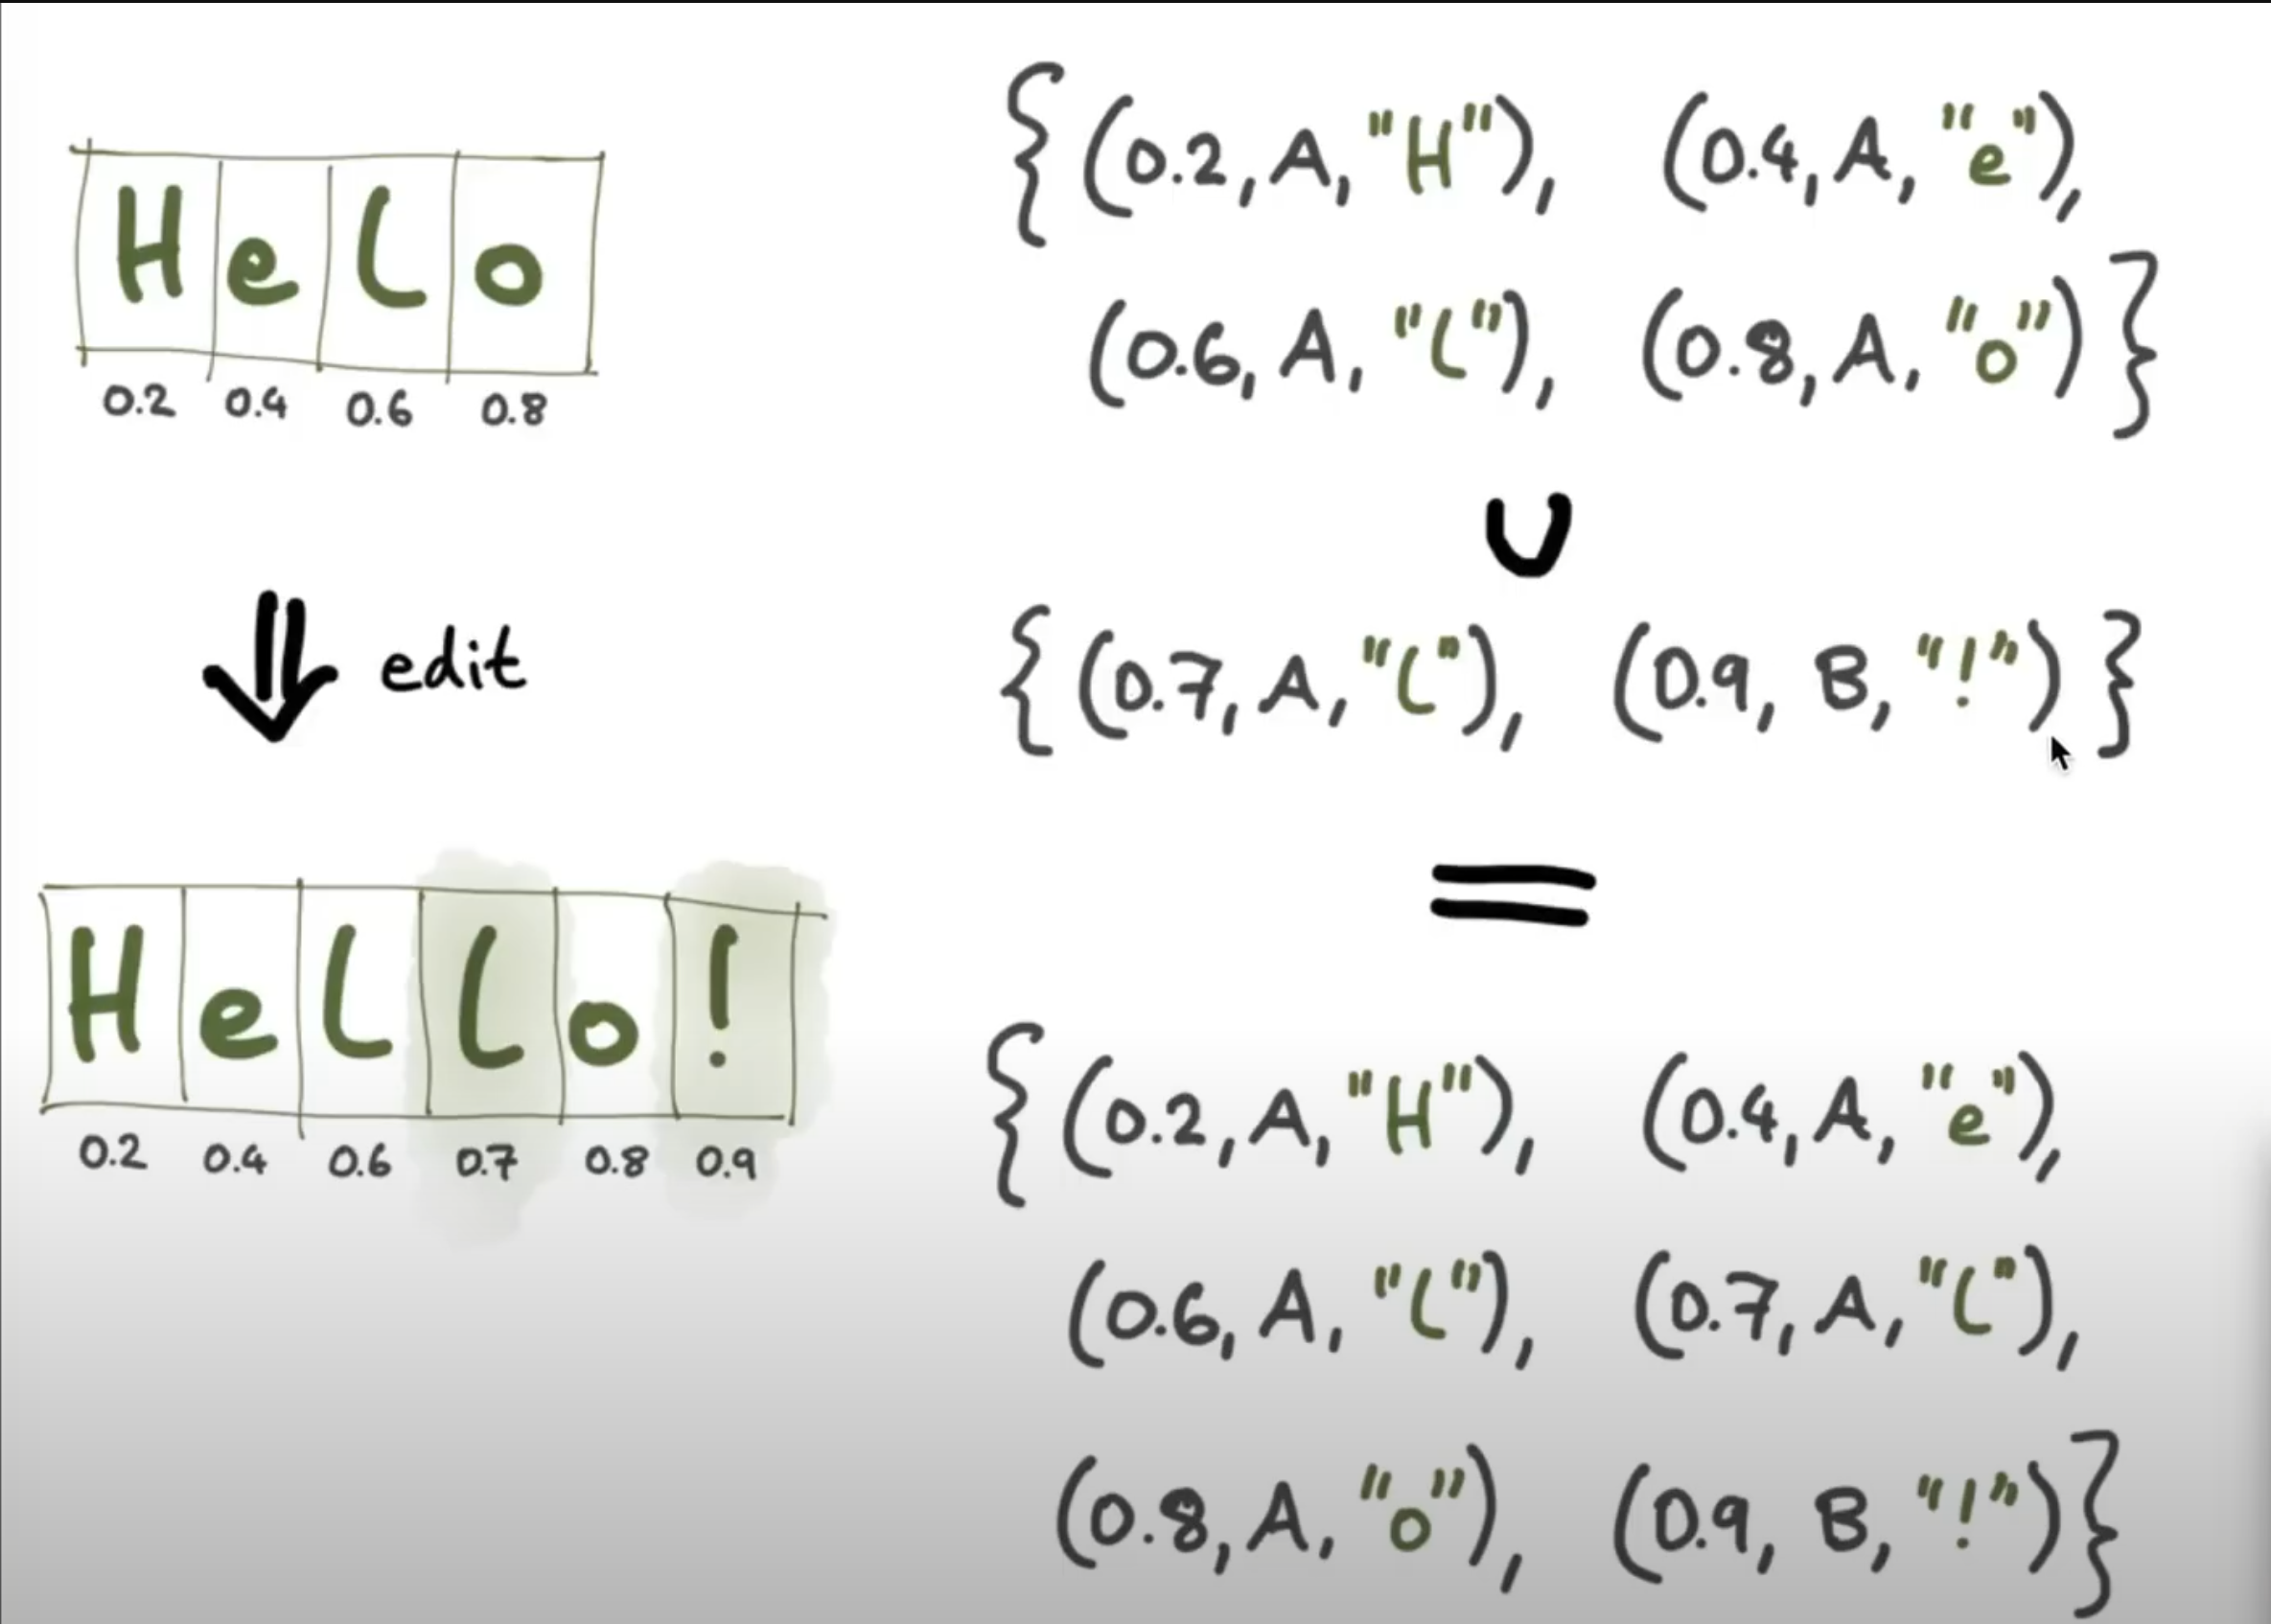 Helo
0.2 0.4 0.6 0.8
{(0.2, A, "H"), (0.4, A, "e"),
(0.6, A, "l"), (0.8, A, "o")}
∪
edit
{(0.7, A, "l"), (0.9, B, "!")}
=
Hello!
0.2 0.4 0.6 0.7 0.8 0.9
{(0.2, A, "H"), (0.4, A, "e"),
(0.6, A, "l"), (0.7, A, "l"),
(0.8, A, "o"), (0.9, B, "!")}